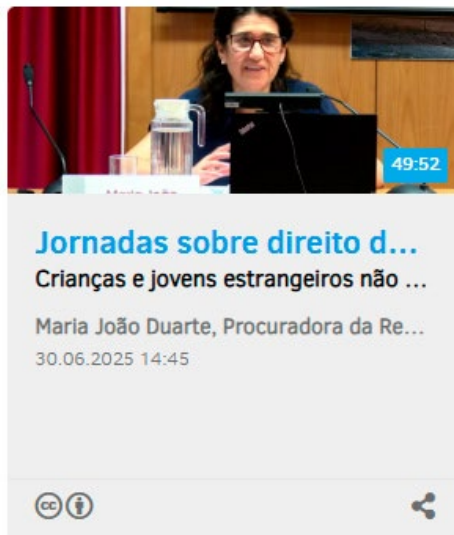 49:52
Jornadas sobre direito d...
Crianças e jovens estrangeiros não ...
Maria João Duarte, Procuradora da Re...
30.06.2025 14:45
cc